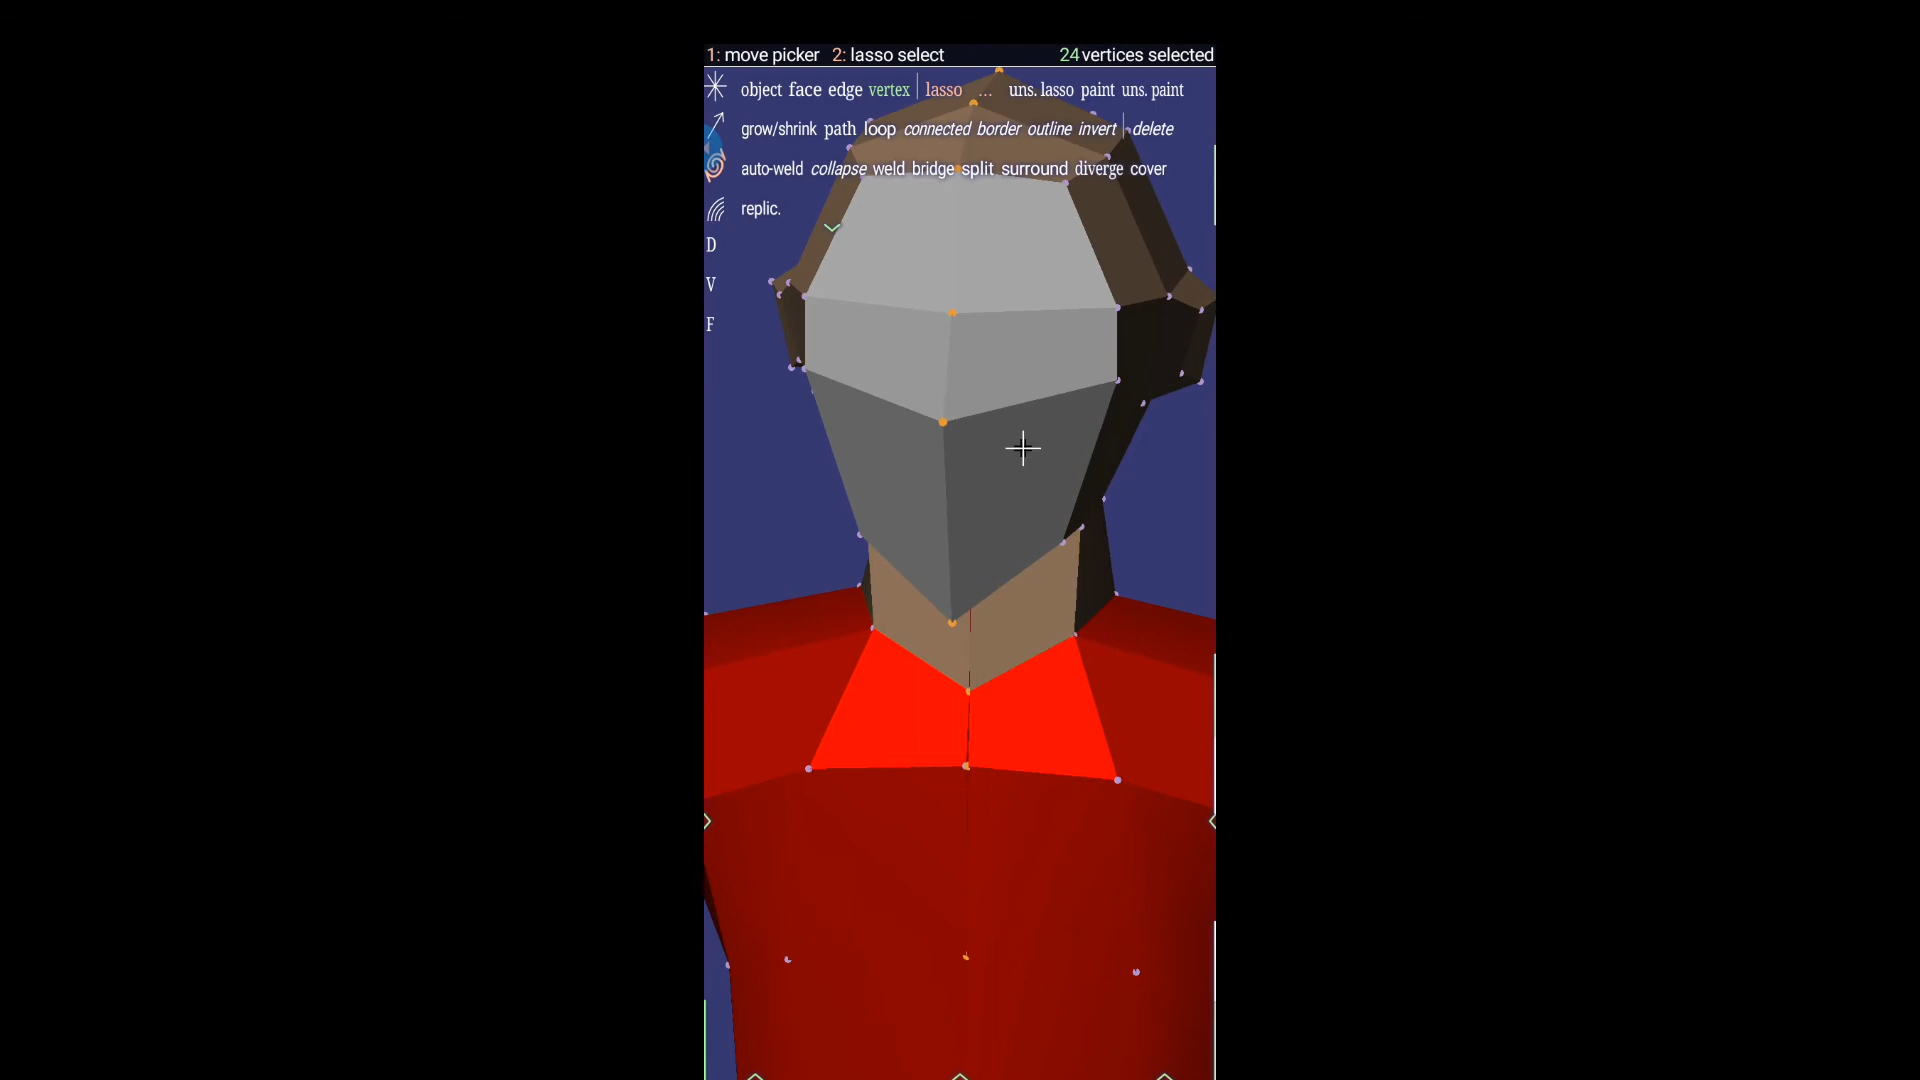 1: move picker 2: lasso select 24 vertices selected
object face edge vertex lasso ... uns. lasso paint uns. paint
grow/shrink path loop connected border outline invert delete
auto-weld collapse weld bridge split surround diverge cover
replic.
D
V
F